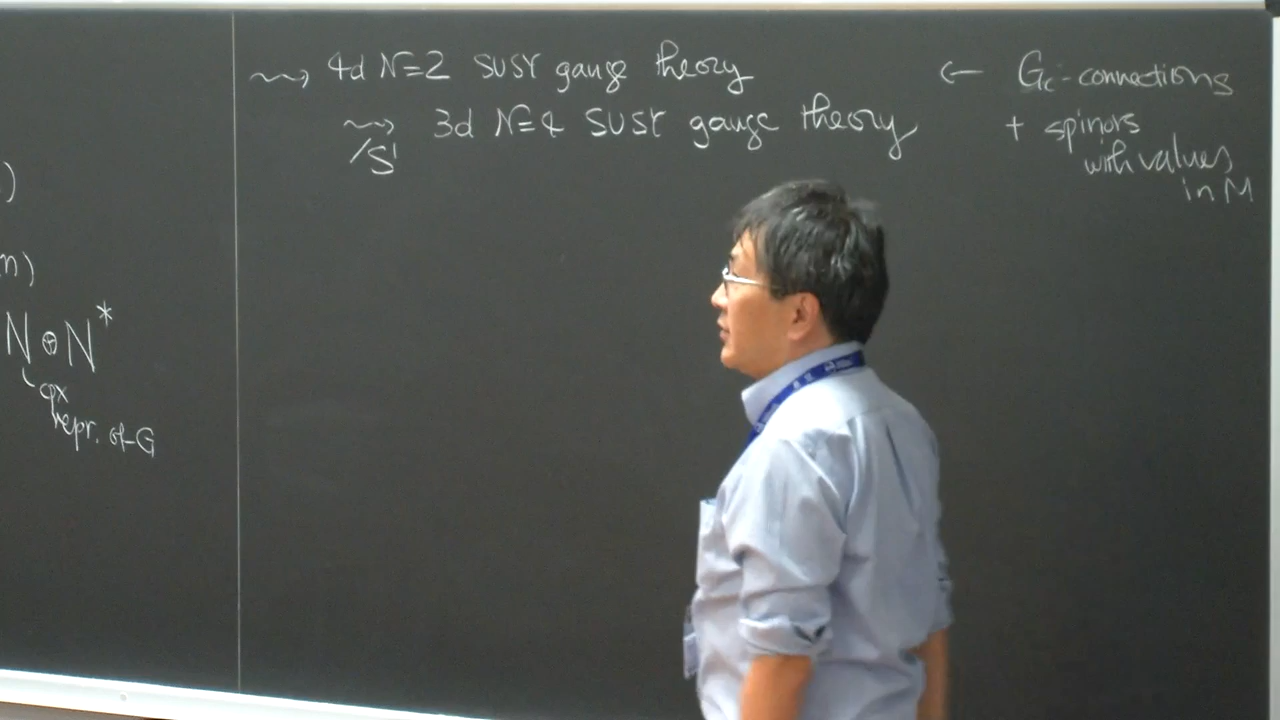 )
n)
N ⊕ N*
cpx
repr. of G
⇝ 4d N=2 SUSY gauge theory
⇝ 3d N=4 SUSY gauge theory
/S¹
← Gc-connections
+ spinors
with values
in M